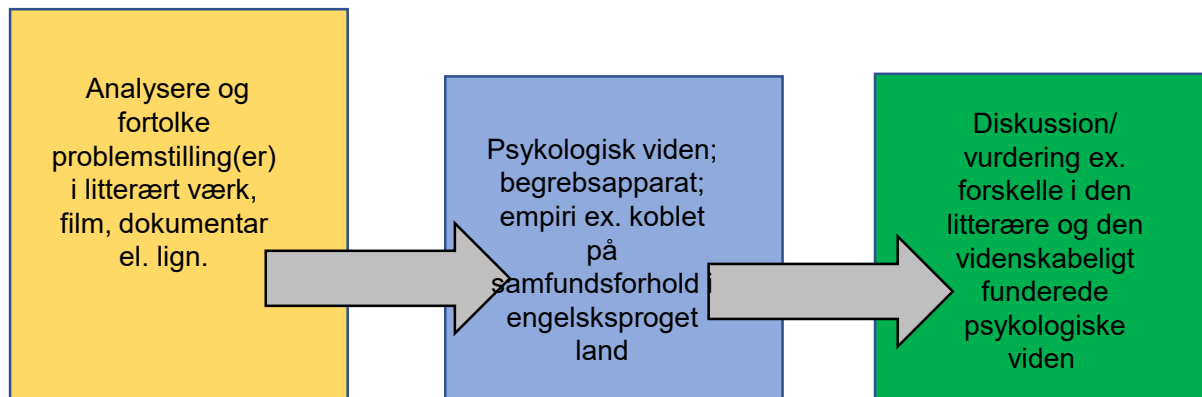 Analysere og
fortolke
problemstilling(er)
i litterært værk,
film, dokumentar
el. lign.
Psykologisk viden;
begrebsapparat;
empiri ex. koblet
på
samfundsforhold i
engelsksproget
land
Diskussion/
vurdering ex.
forskelle i den
litterære og den
videnskabeligt
funderede
psykologiske
viden